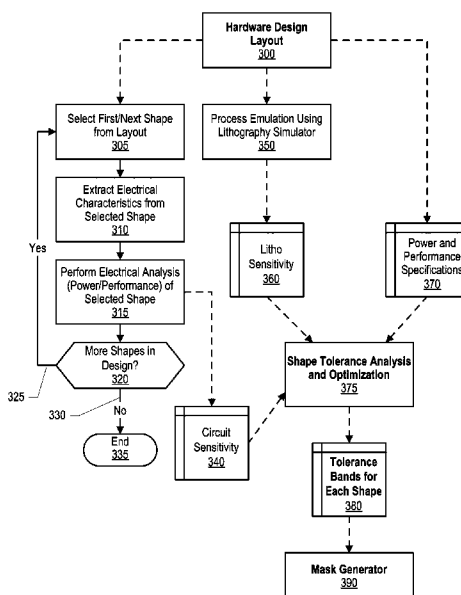 Hardware Design
Layout
300
Select First/Next Shape
from Layout
305
Process Emulation Using
Lithography Simulator
350
Extract Electrical
Characteristics from
Selected Shape
310
Yes
Litho
Sensitivity
360
Power and
Performance
Specifications
370
Perform Electrical Analysis
(Power/Performance) of
Selected Shape
315
More Shapes in
Design?
320
325
330
No
End
335
Shape Tolerance Analysis
and Optimization
375
Circuit
Sensitivity
340
Tolerance
Bands for
Each Shape
380
Mask Generator
390